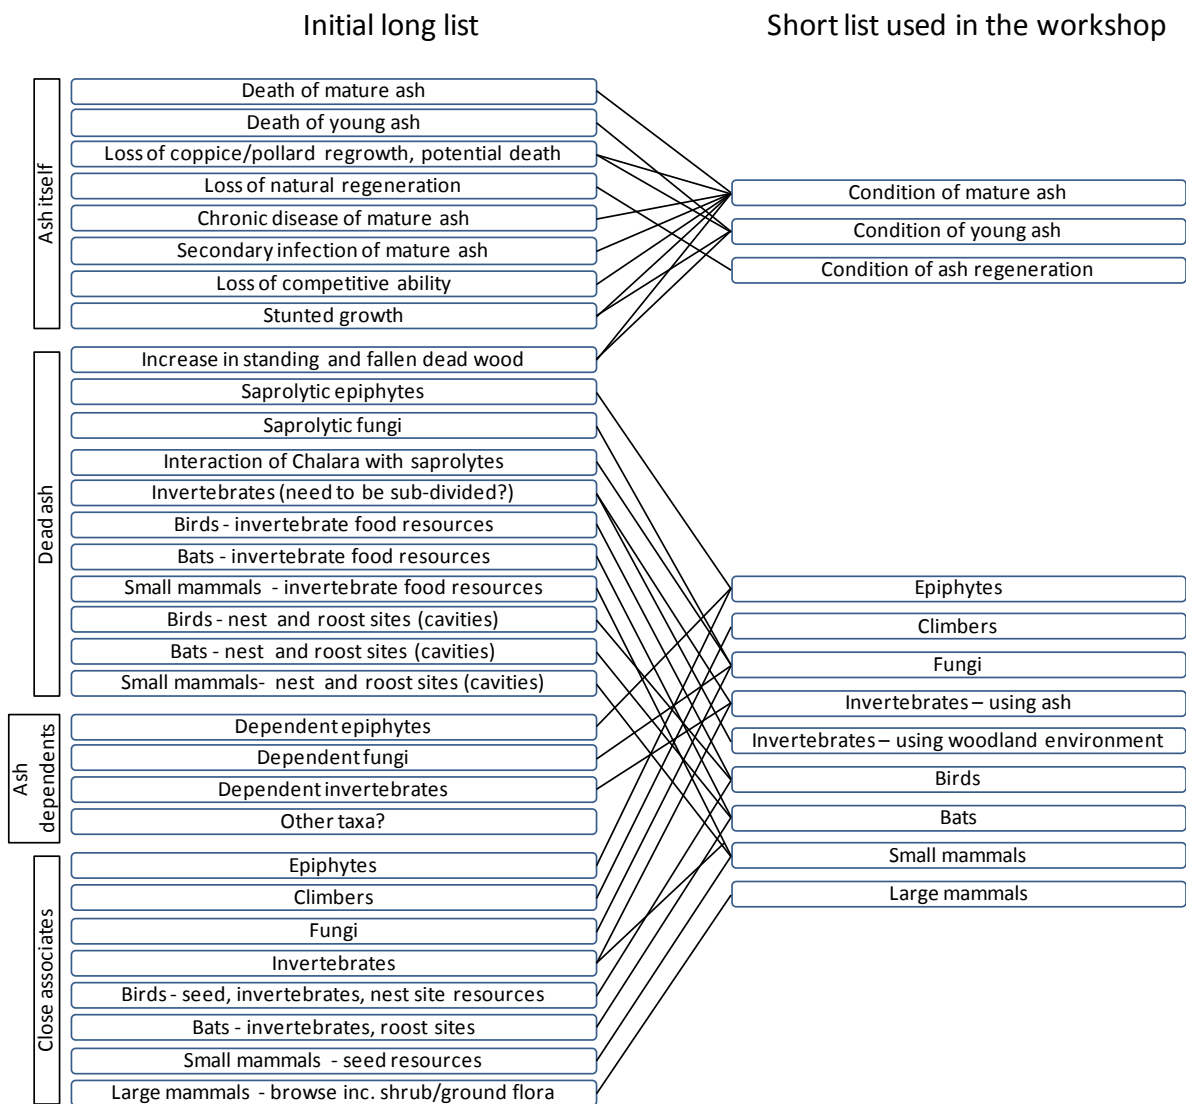 Initial long list
Short list used in the workshop
Ash itself
Death of mature ash
Death of young ash
Loss of coppice/pollard regrowth, potential death
Loss of natural regeneration
Chronic disease of mature ash
Secondary infection of mature ash
Loss of competitive ability
Stunted growth
Condition of mature ash
Condition of young ash
Condition of ash regeneration
Dead ash
Increase in standing and fallen dead wood
Saprolytic epiphytes
Saprolytic fungi
Interaction of Chalara with saprolytes
Invertebrates (need to be sub-divided?)
Birds - invertebrate food resources
Bats - invertebrate food resources
Small mammals - invertebrate food resources
Birds - nest and roost sites (cavities)
Bats - nest and roost sites (cavities)
Small mammals- nest and roost sites (cavities)
Ash
dependents
Dependent epiphytes
Dependent fungi
Dependent invertebrates
Other taxa?
Close associates
Epiphytes
Climbers
Fungi
Invertebrates
Birds - seed, invertebrates, nest site resources
Bats - invertebrates, roost sites
Small mammals - seed resources
Large mammals - browse inc. shrub/ground flora
Epiphytes
Climbers
Fungi
Invertebrates – using ash
Invertebrates – using woodland environment
Birds
Bats
Small mammals
Large mammals